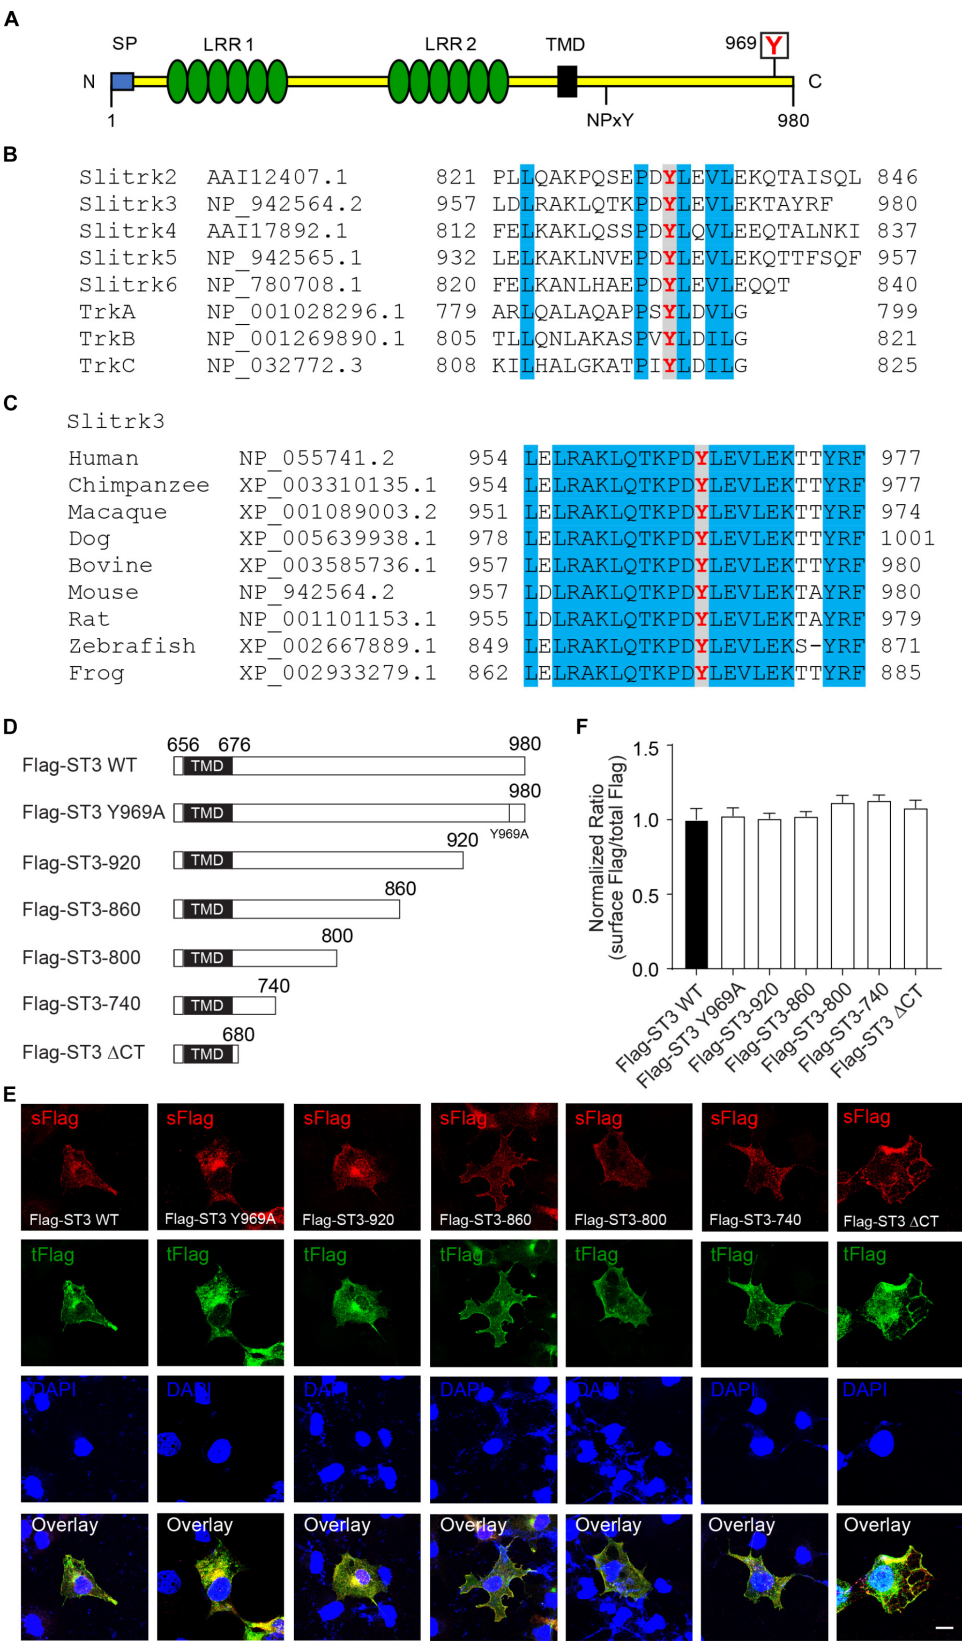 A
SP LRR 1 LRR 2 TMD 969 Y
N C
1 NPxY 980
B
Slitrk2 AAI12407.1 821 PLLQAKPQSEPDYLEVLEKQTAISQL 846
Slitrk3 NP_942564.2 957 LDLRAKLQTKPDYLEVLEKTAYRF 980
Slitrk4 AAI17892.1 812 FELKAKLQSSPDYLQVLEEQTALNKI 837
Slitrk5 NP_942565.1 932 LELKAKLNVEPDYLEVLEKQTTFSQF 957
Slitrk6 NP_780708.1 820 FELKANLHAEPDYLEVLEQQT 840
TrkA NP_001028296.1 779 ARLQALAQAPPSYLDVLG 799
TrkB NP_001269890.1 805 TLLQNLAKASPVYLDILG 821
TrkC NP_032772.3 808 KILHALGKATPIYLDILG 825
C
Slitrk3
Human NP_055741.2 954 LELRAKLQTKPDYLEVLEKTTYRF 977
Chimpanzee XP_003310135.1 954 LELRAKLQTKPDYLEVLEKTTYRF 977
Macaque XP_001089003.2 951 LELRAKLQTKPDYLEVLEKTTYRF 974
Dog XP_005639938.1 978 LELRAKLQTKPDYLEVLEKTTYRF 1001
Bovine XP_003585736.1 957 LELRAKLQTKPDYLEVLEKTTYRF 980
Mouse NP_942564.2 957 LDLRAKLQTKPDYLEVLEKTAYRF 980
Rat NP_001101153.1 955 LDLRAKLQTKPDYLEVLEKTAYRF 979
Zebrafish XP_002667889.1 849 LELRAKLQTKPDYLEVLEKS-YRF 871
Frog XP_002933279.1 862 LELRAKLQTKPDYLEVLEKTTYRF 885
D
656 676 980
Flag-ST3 WT TMD
980
Flag-ST3 Y969A TMD
Y969A
920
Flag-ST3-920 TMD
860
Flag-ST3-860 TMD
800
Flag-ST3-800 TMD
740
Flag-ST3-740 TMD
680
Flag-ST3 ΔCT TMD
F
Normalized Ratio
(surface Flag/total Flag)
1.5
1.0
0.5
0.0
Flag-ST3 WT
Flag-ST3 Y969A
Flag-ST3-920
Flag-ST3-860
Flag-ST3-800
Flag-ST3-740
Flag-ST3 ΔCT
E
sFlag sFlag sFlag sFlag sFlag sFlag sFlag
Flag-ST3 WT Flag-ST3 Y969A Flag-ST3-920 Flag-ST3-860 Flag-ST3-800 Flag-ST3-740 Flag-ST3 ΔCT
tFlag tFlag tFlag tFlag tFlag tFlag tFlag
DAPI DAPI DAPI DAPI DAPI DAPI DAPI
Overlay Overlay Overlay Overlay Overlay Overlay Overlay